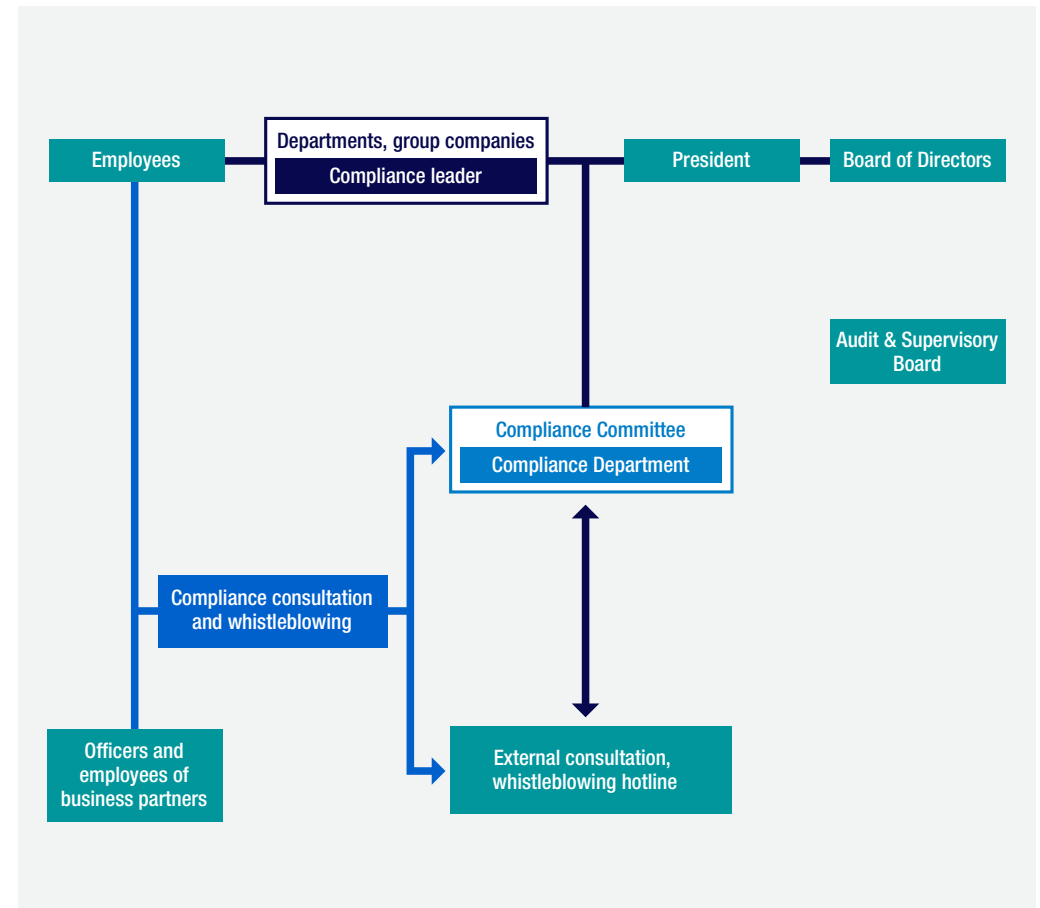 Employees
Departments, group companies
Compliance leader
President
Board of Directors
Audit & Supervisory
Board
Compliance Committee
Compliance Department
Compliance consultation
and whistleblowing
Officers and
employees of
business partners
External consultation,
whistleblowing hotline